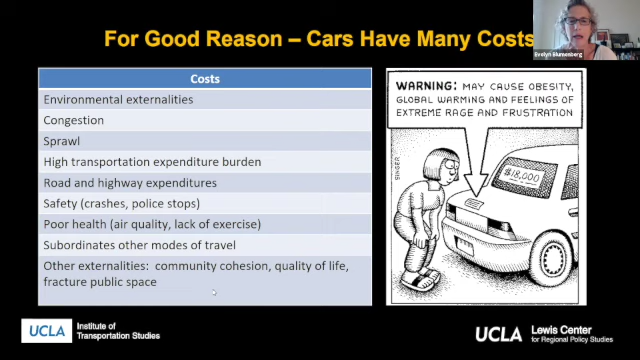 For Good Reason – Cars Have Many Costs
Evelyn Blumenberg
Costs
Environmental externalities
Congestion
Sprawl
High transportation expenditure burden
Road and highway expenditures
Safety (crashes, police stops)
Poor health (air quality, lack of exercise)
Subordinates other modes of travel
Other externalities:  community cohesion, quality of life,
fracture public space
WARNING: MAY CAUSE OBESITY,
GLOBAL WARMING AND FEELINGS OF
EXTREME RAGE AND FRUSTRATION
SINGER
$18,000
UCLA
Institute of
Transportation Studies
UCLA
Lewis Center
for Regional Policy Studies